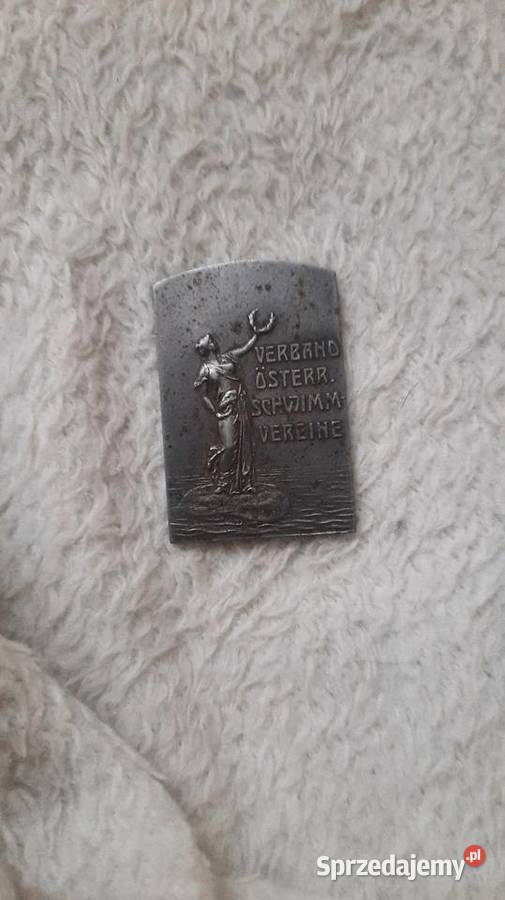 VERBAND
ÖSTERR.
SCHWIMM-
VEREINE
Sprzedajemy.pl